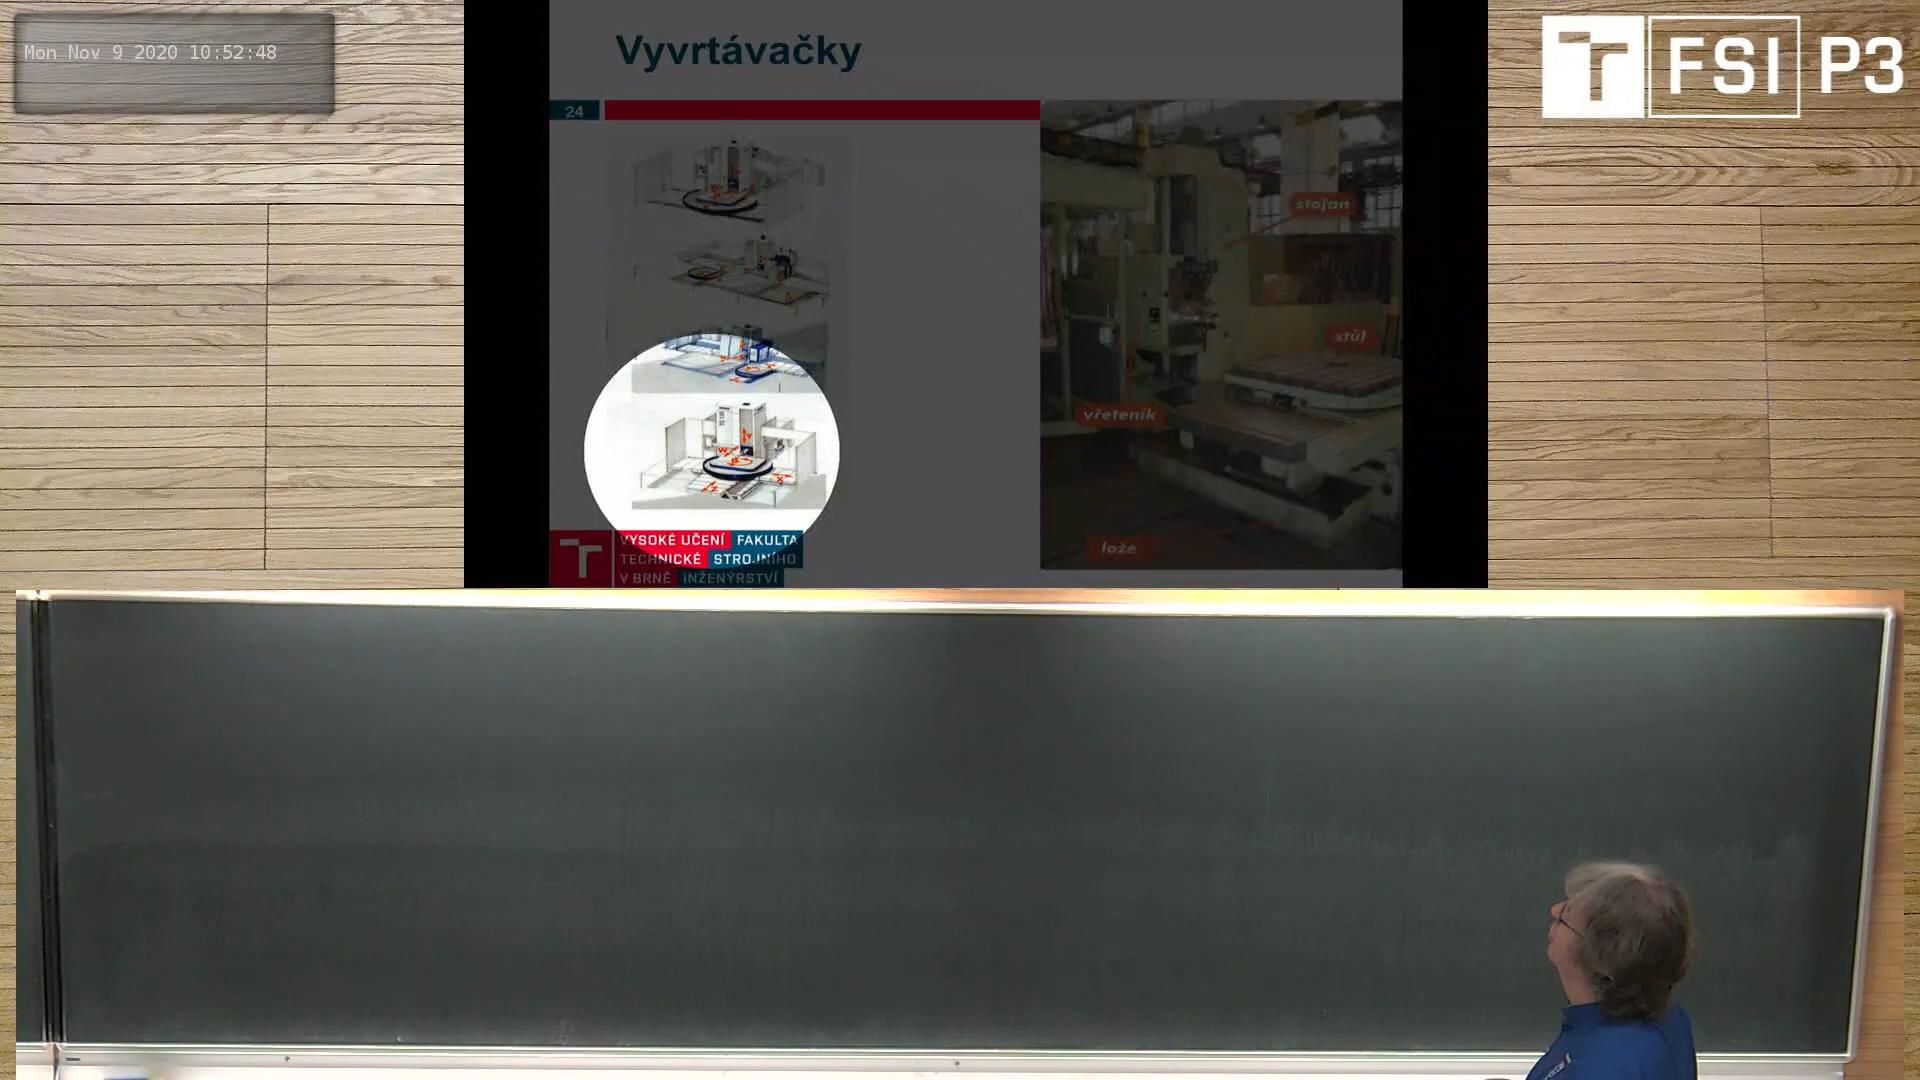 Mon Nov 9 2020 10:52:48
Vyvrtávačky
24
FSI P3
stojan
stůl
vřeteník
lože
VYSOKÉ UČENÍ FAKULTA
TECHNICKÉ STROJNÍHO
V BRNĚ INŽENÝRSTVÍ